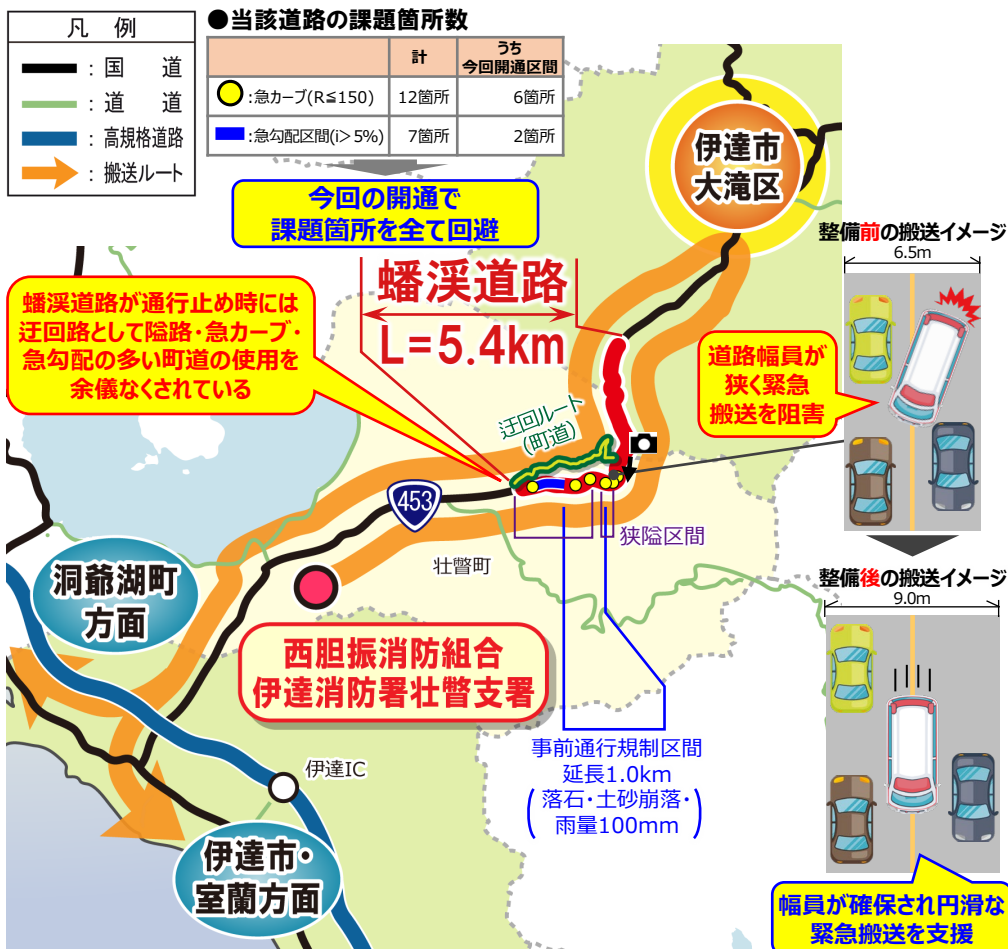 凡 例
：国 道
：道 道
：高規格道路
：搬送ルート
●当該道路の課題箇所数
計
うち
今回開通区間
：急カーブ(R≦150)
12箇所
6箇所
：急勾配区間(i＞5%)
7箇所
2箇所
今回の開通で
課題箇所を全て回避
伊達市
大滝区
蟠渓道路
L=5.4km
蟠渓道路が通行止め時には
迂回路として隘路・急カーブ・
急勾配の多い町道の使用を
余儀なくされている
整備前の搬送イメージ
6.5m
道路幅員が
狭く緊急
搬送を阻害
迂回ルート
(町道)
453
狭隘区間
壮瞥町
洞爺湖町
方面
西胆振消防組合
伊達消防署壮瞥支署
整備後の搬送イメージ
9.0m
事前通行規制区間
延長1.0km
(落石・土砂崩落・
雨量100mm)
伊達IC
伊達市・
室蘭方面
幅員が確保され円滑な
緊急搬送を支援